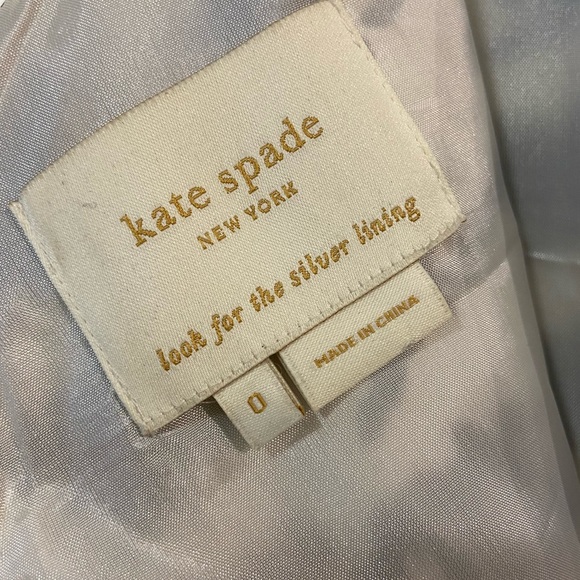 kate spade
NEW YORK
look for the silver lining
0
MADE IN CHINA